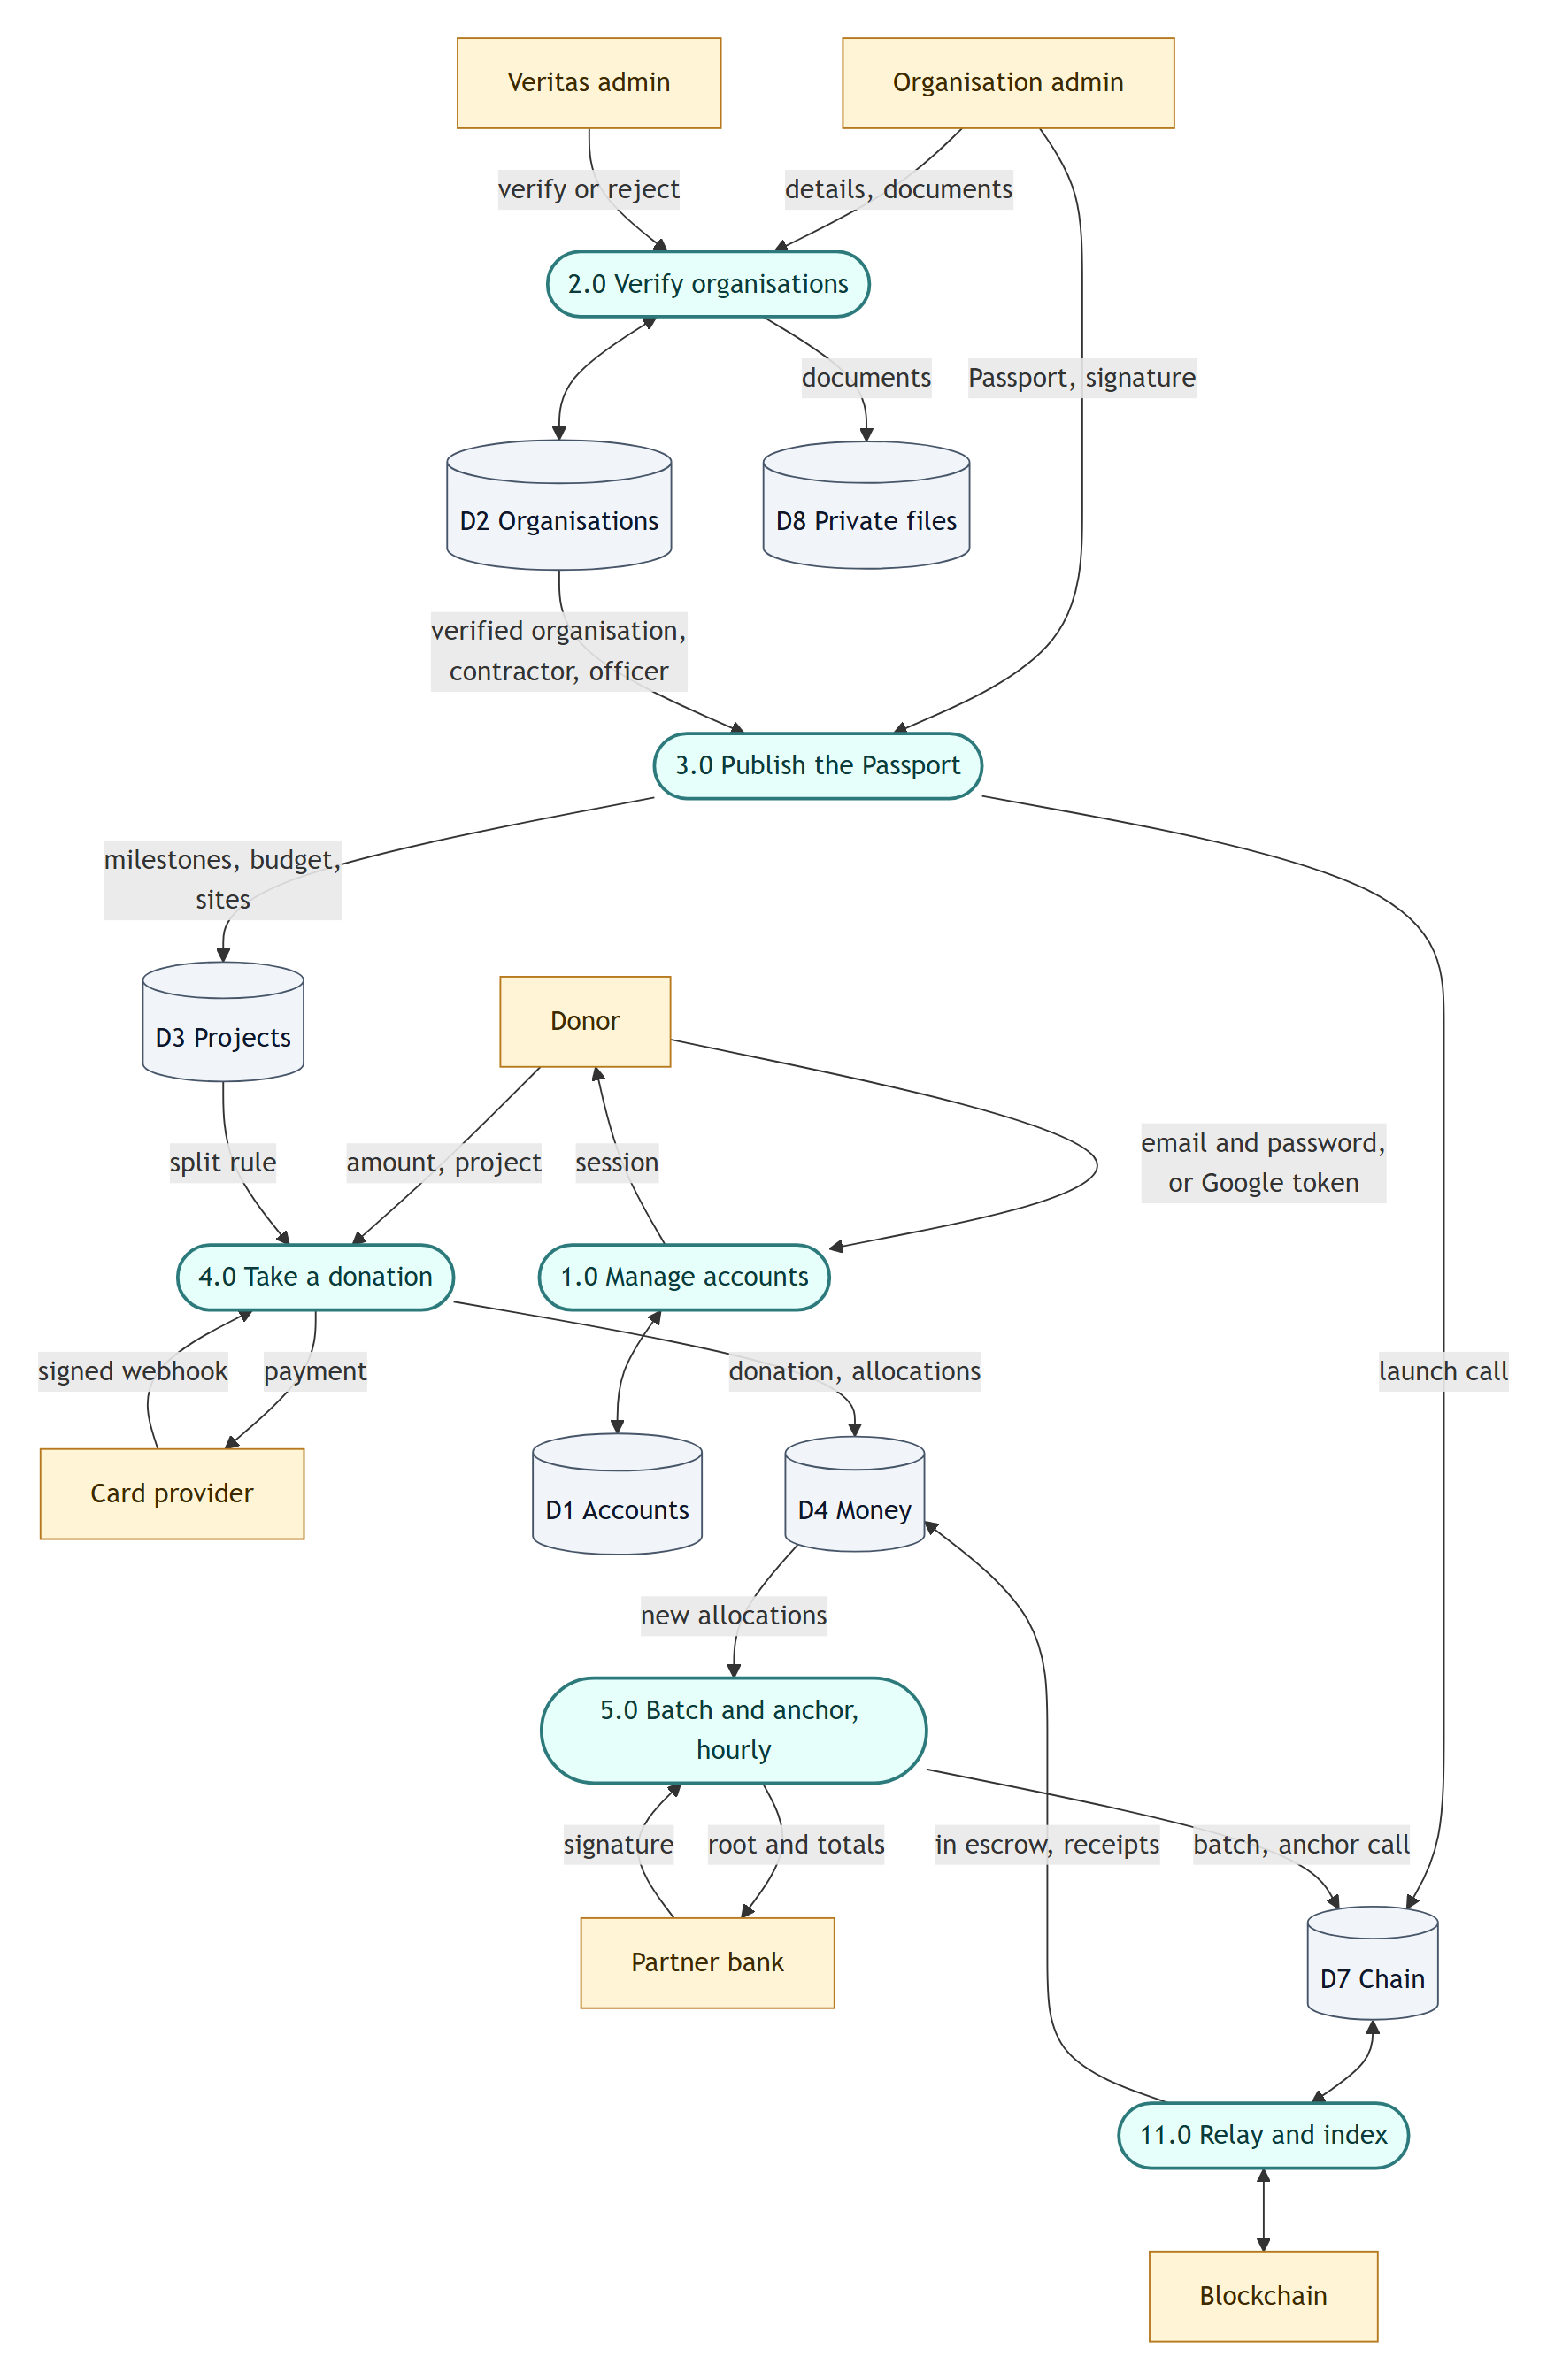 Veritas admin
Organisation admin
verify or reject
details, documents
2.0 Verify organisations
documents
Passport, signature
D2 Organisations
D8 Private files
verified organisation,
contractor, officer
3.0 Publish the Passport
milestones, budget,
sites
D3 Projects
Donor
split rule
amount, project
session
email and password,
or Google token
4.0 Take a donation
1.0 Manage accounts
signed webhook
payment
donation, allocations
launch call
Card provider
D1 Accounts
D4 Money
new allocations
5.0 Batch and anchor,
hourly
signature
root and totals
in escrow, receipts
batch, anchor call
Partner bank
D7 Chain
11.0 Relay and index
Blockchain